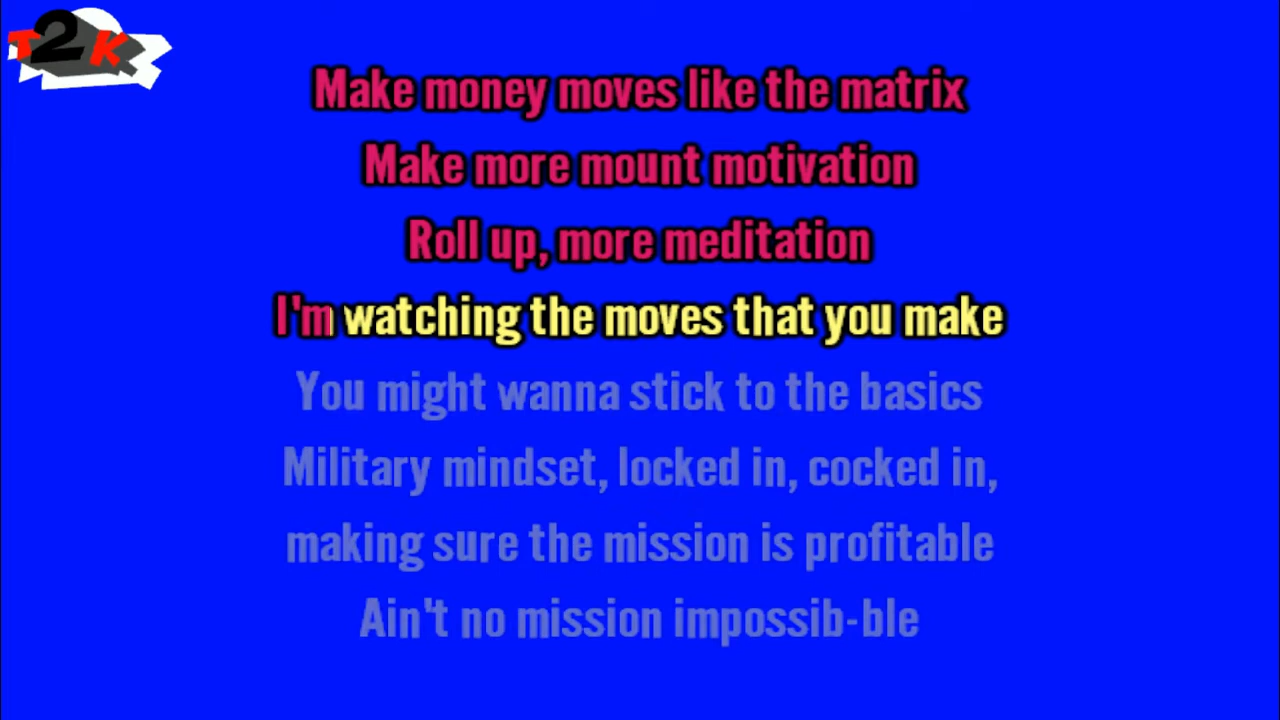 T2K
Make money moves like the matrix
Make more mount motivation
Roll up, more meditation
I'm watching the moves that you make
You might wanna stick to the basics
Military mindset, locked in, cocked in,
making sure the mission is profitable
Ain't no mission impossib-ble